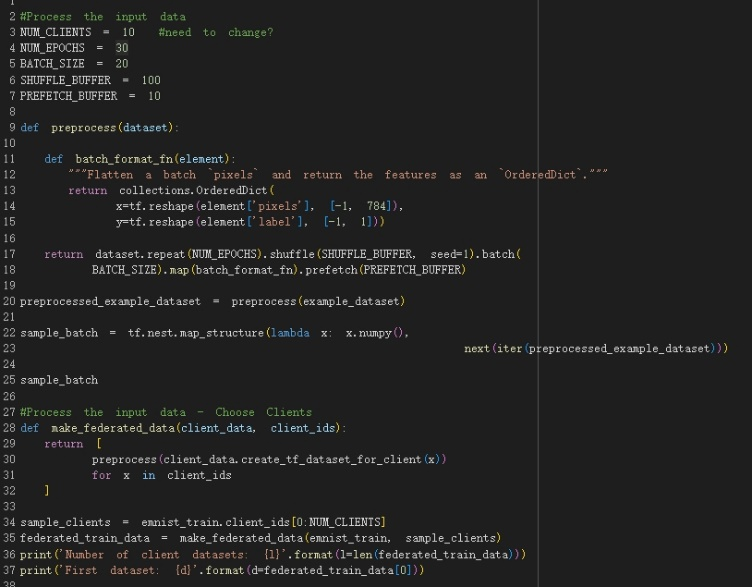 1
2 #Process the input data
3 NUM_CLIENTS = 10 #need to change?
4 NUM_EPOCHS = 30
5 BATCH_SIZE = 20
6 SHUFFLE_BUFFER = 100
7 PREFETCH_BUFFER = 10
8
9 def preprocess(dataset):
10
11 def batch_format_fn(element):
12 """Flatten a batch `pixels` and return the features as an `OrderedDict`."""
13 return collections.OrderedDict(
14 x=tf.reshape(element['pixels'], [-1, 784]),
15 y=tf.reshape(element['label'], [-1, 1]))
16
17 return dataset.repeat(NUM_EPOCHS).shuffle(SHUFFLE_BUFFER, seed=1).batch(
18 BATCH_SIZE).map(batch_format_fn).prefetch(PREFETCH_BUFFER)
19
20 preprocessed_example_dataset = preprocess(example_dataset)
21
22 sample_batch = tf.nest.map_structure(lambda x: x.numpy(),
23 next(iter(preprocessed_example_dataset)))
24
25 sample_batch
26
27 #Process the input data - Choose Clients
28 def make_federated_data(client_data, client_ids):
29 return [
30 preprocess(client_data.create_tf_dataset_for_client(x))
31 for x in client_ids
32 ]
33
34 sample_clients = emnist_train.client_ids[0:NUM_CLIENTS]
35 federated_train_data = make_federated_data(emnist_train, sample_clients)
36 print('Number of client datasets: {l}'.format(l=len(federated_train_data)))
37 print('First dataset: {d}'.format(d=federated_train_data[0]))
38